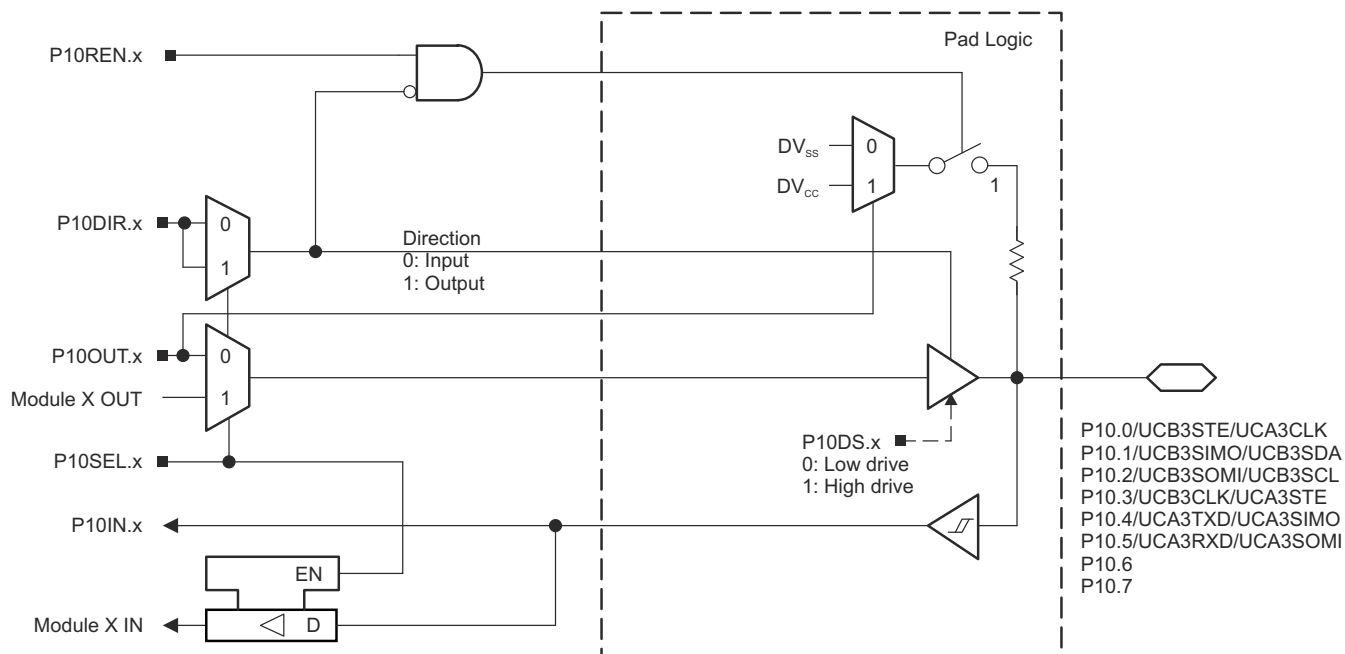 Pad Logic
P10REN.x
DVSS
0
DVCC
1
1
P10DIR.x
0
1
Direction
0: Input
1: Output
P10OUT.x
0
Module X OUT
1
P10SEL.x
P10DS.x
0: Low drive
1: High drive
P10IN.x
EN
Module X IN
D
P10.0/UCB3STE/UCA3CLK
P10.1/UCB3SIMO/UCB3SDA
P10.2/UCB3SOMI/UCB3SCL
P10.3/UCB3CLK/UCA3STE
P10.4/UCA3TXD/UCA3SIMO
P10.5/UCA3RXD/UCA3SOMI
P10.6
P10.7